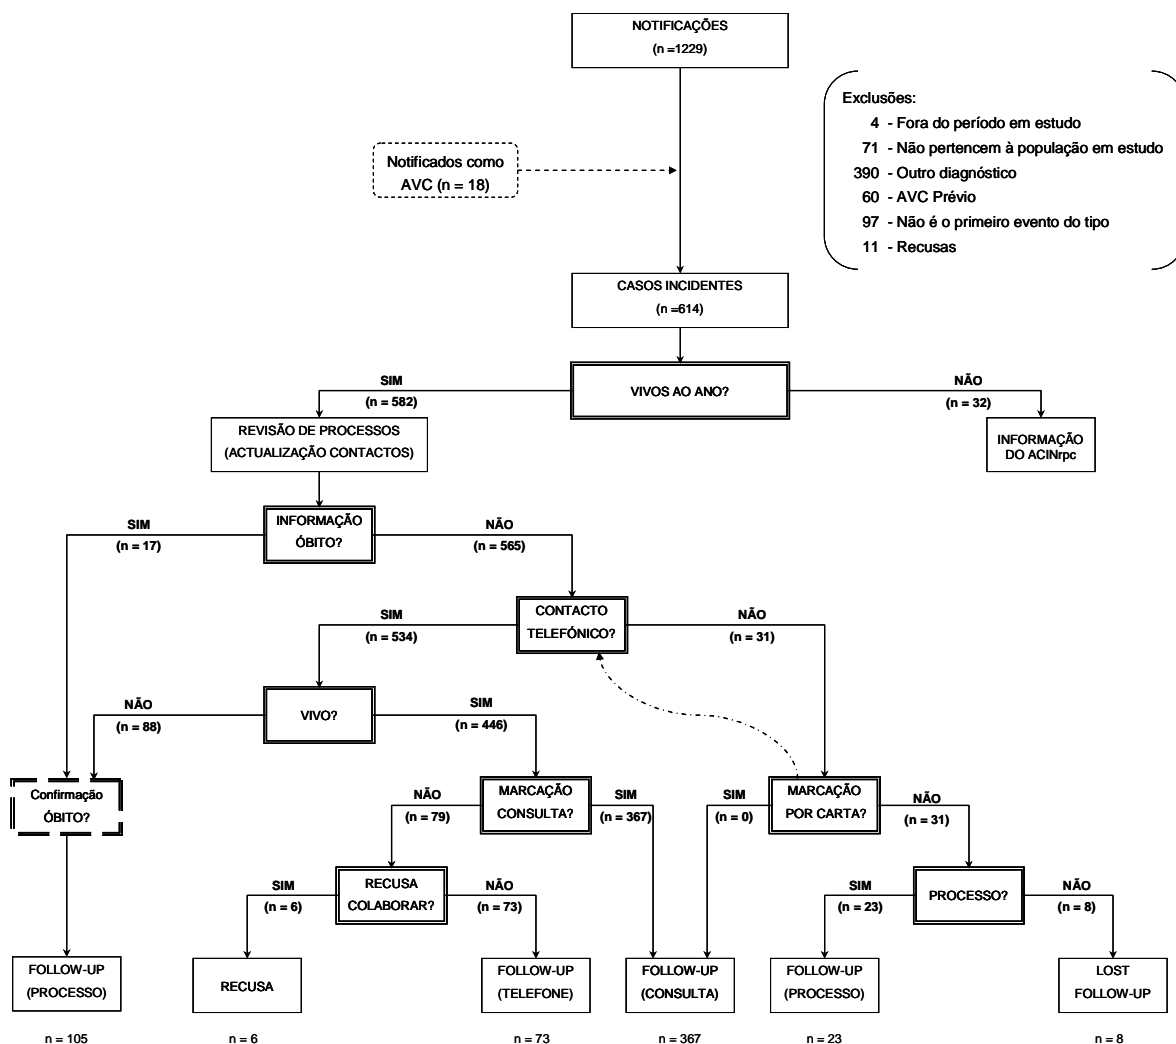 NOTIFICAÇÕES
(n =1229)
Exclusões:
4 - Fora do período em estudo
71 - Não pertencem à população em estudo
390 - Outro diagnóstico
60 - AVC Prévio
97 - Não é o primeiro evento do tipo
11 - Recusas
Notificados como
AVC (n = 18)
CASOS INCIDENTES
(n =614)
VIVOS AO ANO?
SIM
(n = 582)
NÃO
(n = 32)
REVISÃO DE PROCESSOS
(ACTUALIZAÇÃO CONTACTOS)
INFORMAÇÃO
DO ACINrpc
INFORMAÇÃO
ÓBITO?
SIM
(n = 17)
NÃO
(n = 565)
CONTACTO
TELEFÓNICO?
SIM
(n = 534)
NÃO
(n = 31)
VIVO?
NÃO
(n = 88)
SIM
(n = 446)
Confirmação
ÓBITO?
MARCAÇÃO
CONSULTA?
NÃO
(n = 79)
SIM
(n = 367)
MARCAÇÃO
POR CARTA?
SIM
(n = 0)
NÃO
(n = 31)
RECUSA
COLABORAR?
SIM
(n = 6)
NÃO
(n = 73)
PROCESSO?
SIM
(n = 23)
NÃO
(n = 8)
FOLLOW-UP
(PROCESSO)
RECUSA
FOLLOW-UP
(TELEFONE)
FOLLOW-UP
(CONSULTA)
FOLLOW-UP
(PROCESSO)
LOST
FOLLOW-UP
n = 105
n = 6
n = 73
n = 367
n = 23
n = 8